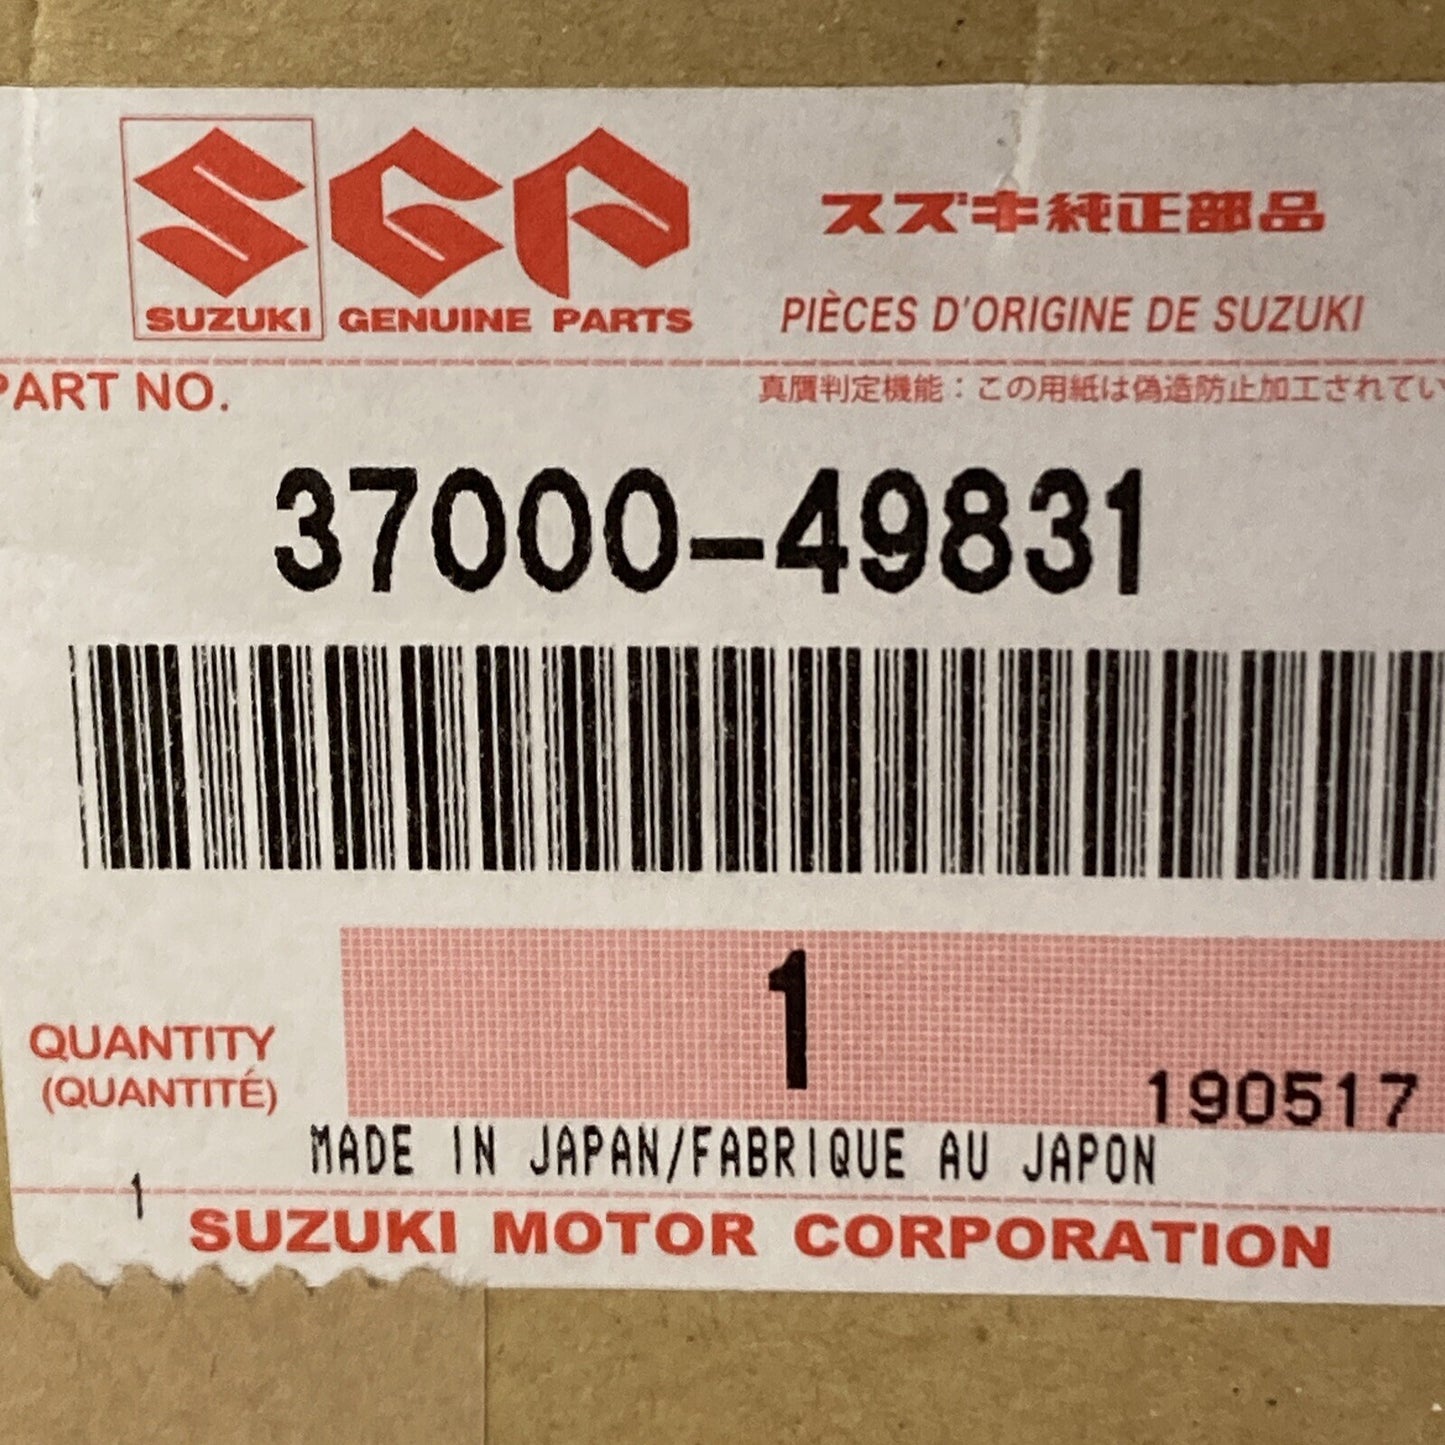 SGP
SUZUKI GENUINE PARTS
スズキ純正部品
PIÈCES D'ORIGINE DE SUZUKI
PART NO.
真贋判定機能：この用紙は偽造防止加工されてい
37000-49831
1
190517
QUANTITY
(QUANTITÉ)
MADE IN JAPAN/FABRIQUE AU JAPON
1
SUZUKI MOTOR CORPORATION